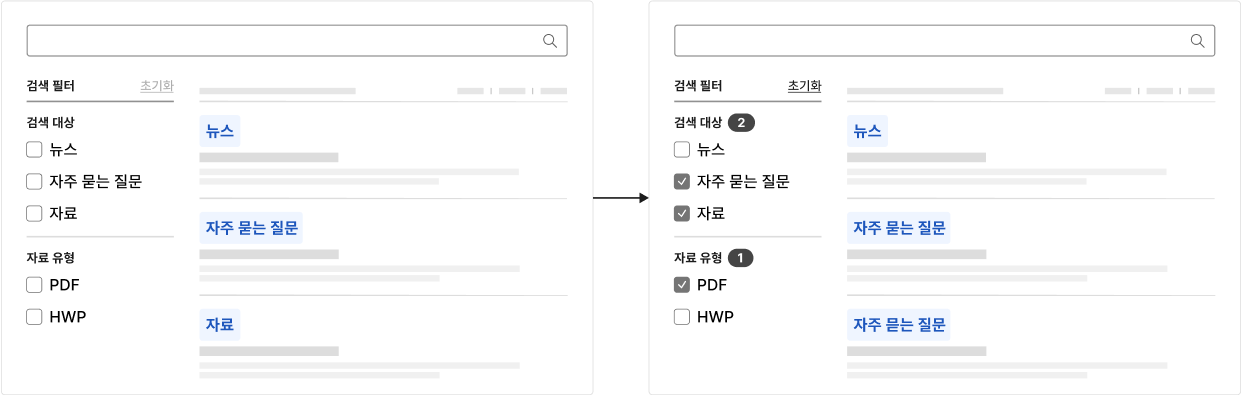 검색 필터 초기화
검색 대상
뉴스
자주 묻는 질문
자료
자료 유형
PDF
HWP
뉴스
자주 묻는 질문
자료
검색 필터 초기화
검색 대상 2
뉴스
자주 묻는 질문
자료
자료 유형 1
PDF
HWP
뉴스
자주 묻는 질문
자주 묻는 질문